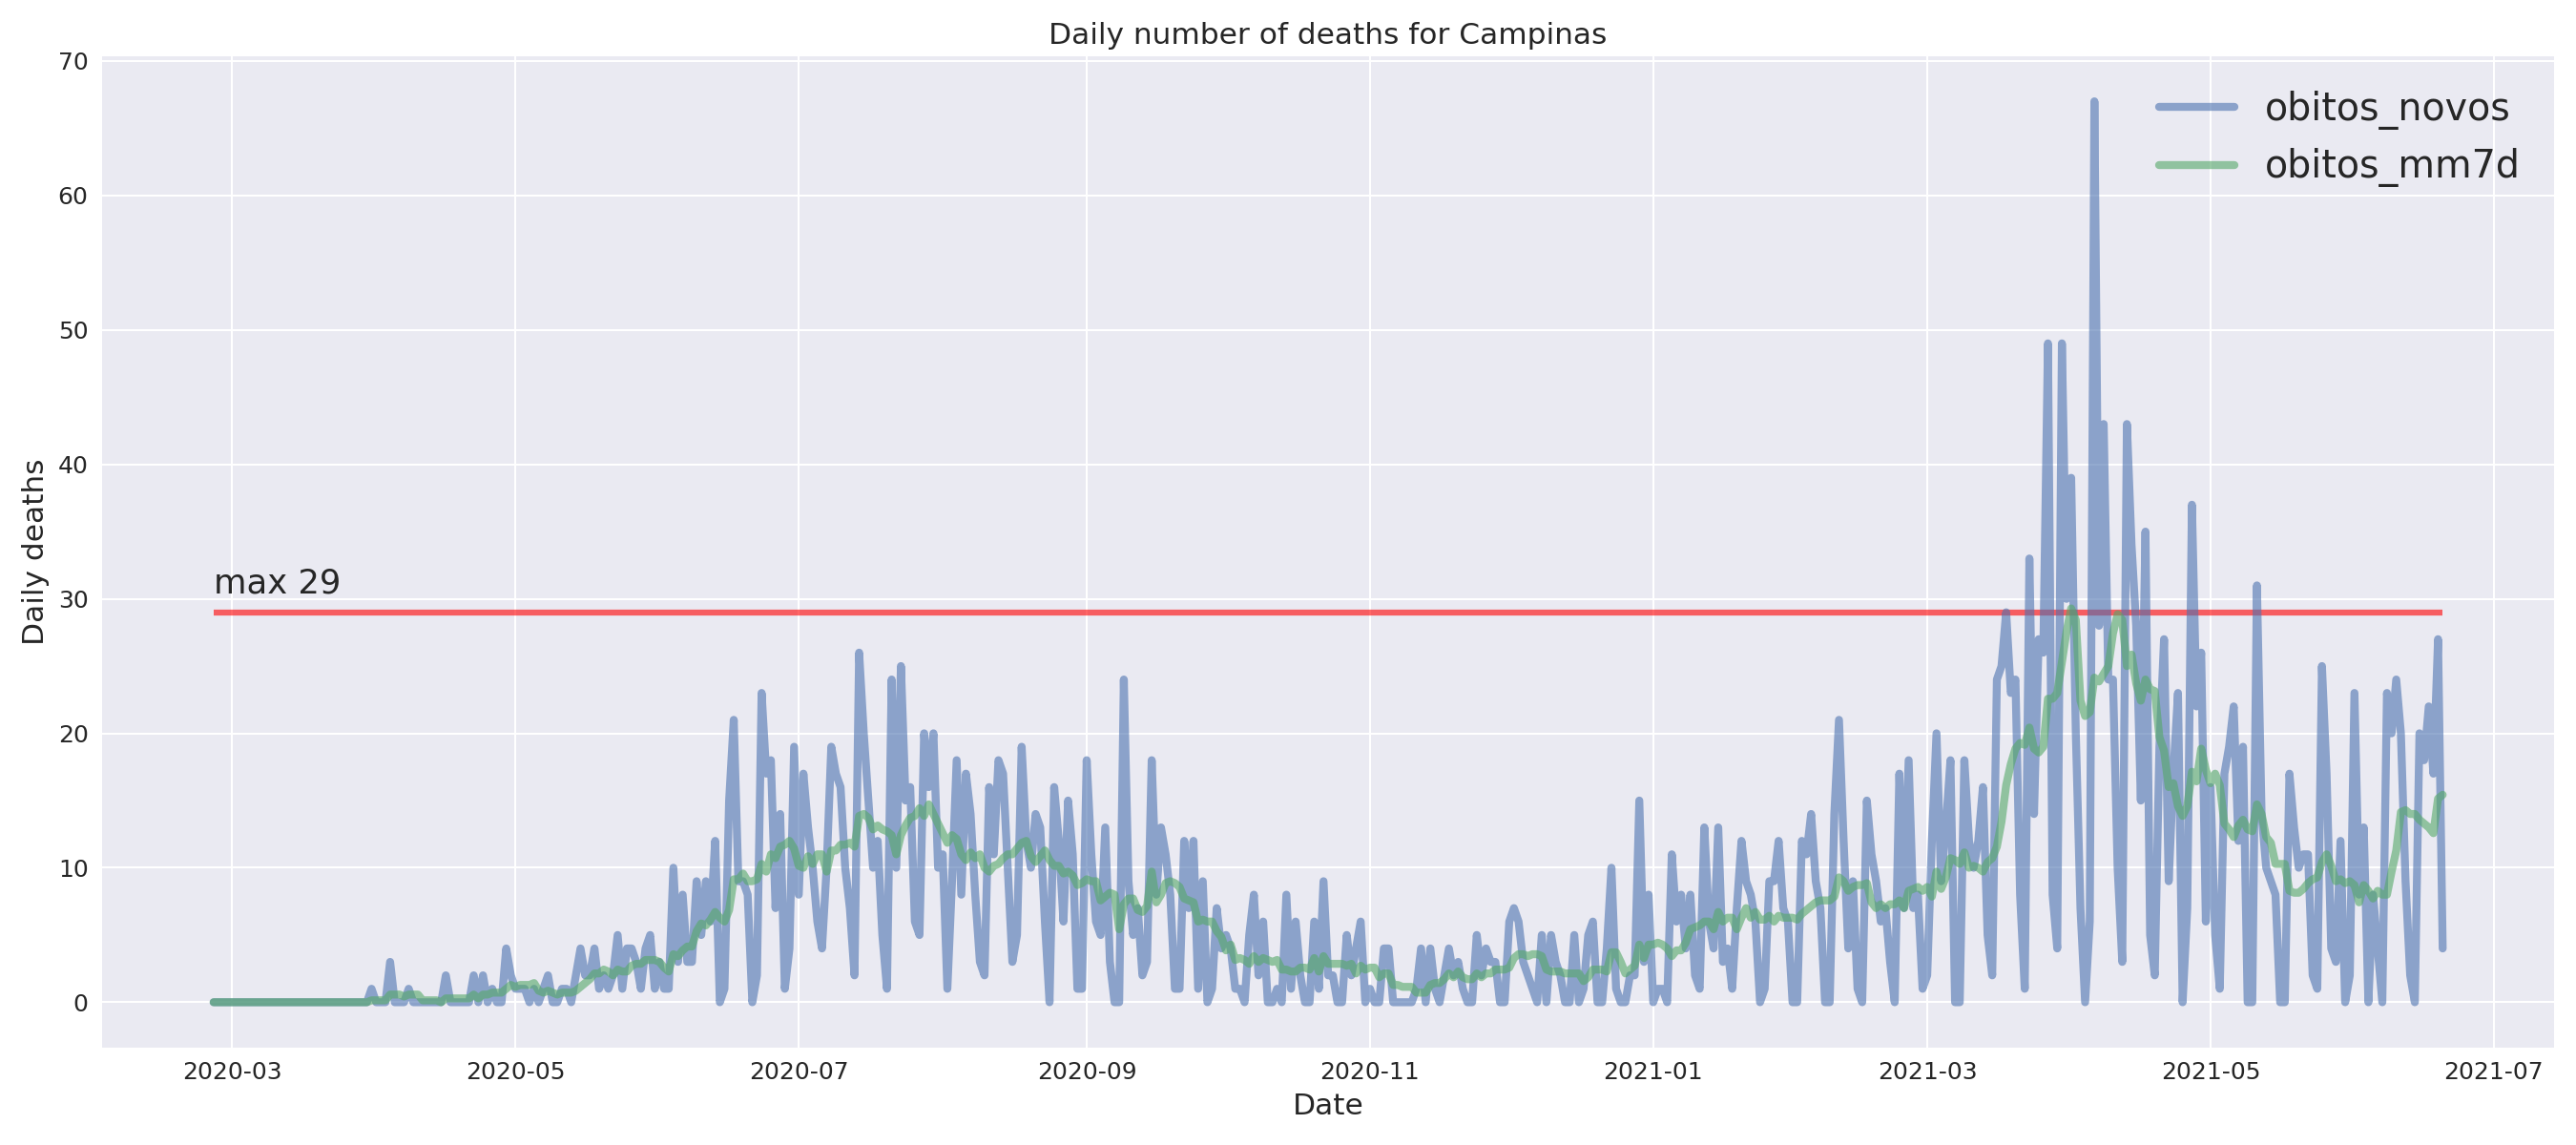 Daily number of deaths for Campinas
70
60
50
40
30
20
10
0
Daily deaths
max 29
obitos_novos
obitos_mm7d
2020-03 2020-05 2020-07 2020-09 2020-11 2021-01 2021-03 2021-05 2021-07
Date